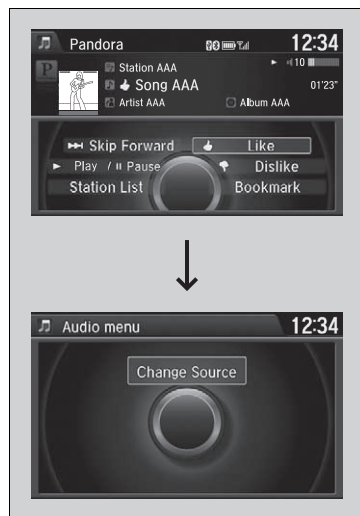 Pandora 12:34
P
Station AAA
10
Song AAA 01'23"
Artist AAA Album AAA
Skip Forward Like
Play / Pause Dislike
Station List Bookmark
Audio menu 12:34
Change Source